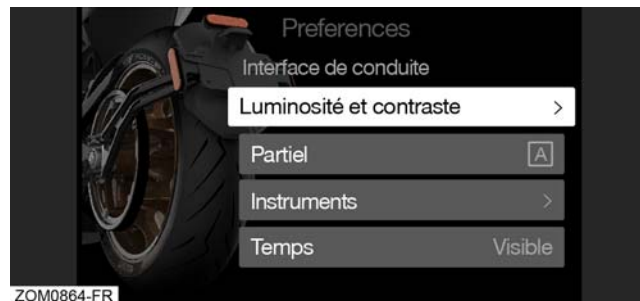 Preferences
Interface de conduite
Luminosité et contraste >
Partiel A
Instruments >
Temps Visible
ZOM0864-FR